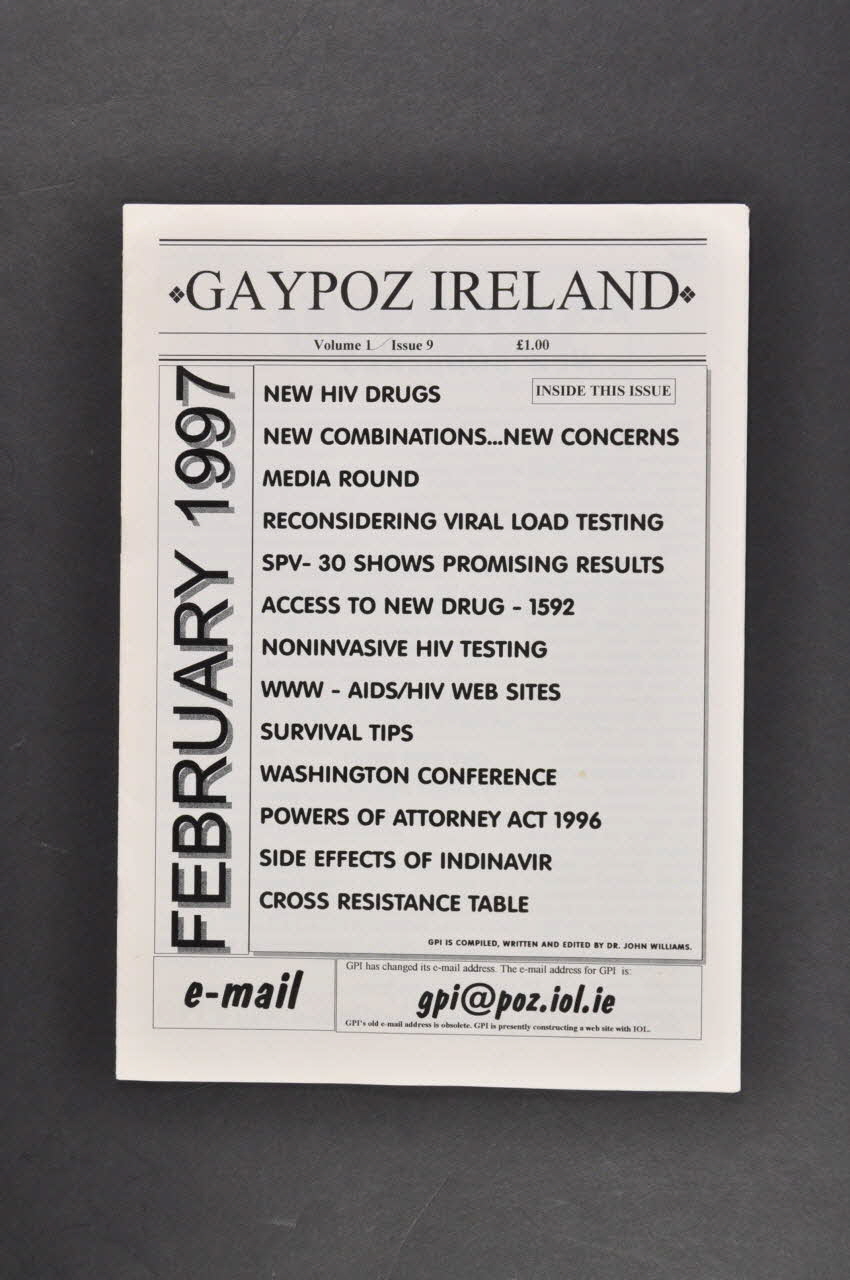 ❖GAYPOZ IRELAND❖
Volume 1 / Issue 9 £1.00
FEBRUARY 1997
INSIDE THIS ISSUE
NEW HIV DRUGS
NEW COMBINATIONS...NEW CONCERNS
MEDIA ROUND
RECONSIDERING VIRAL LOAD TESTING
SPV- 30 SHOWS PROMISING RESULTS
ACCESS TO NEW DRUG - 1592
NONINVASIVE HIV TESTING
WWW - AIDS/HIV WEB SITES
SURVIVAL TIPS
WASHINGTON CONFERENCE
POWERS OF ATTORNEY ACT 1996
SIDE EFFECTS OF INDINAVIR
CROSS RESISTANCE TABLE
GPI IS COMPILED, WRITTEN AND EDITED BY DR. JOHN WILLIAMS.
e-mail
GPI has changed its e-mail address. The e-mail address for GPI is:
gpi@poz.iol.ie
GPI's old e-mail address is obsolete. GPI is presently constructing a web site with IOL.